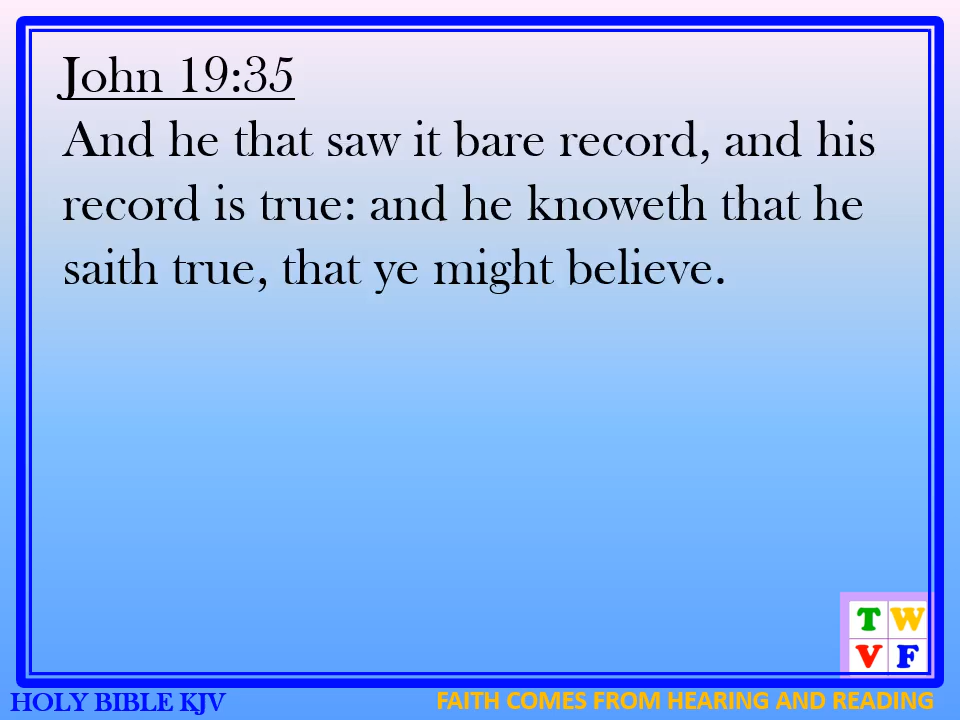 John 19:35
And he that saw it bare record, and his
record is true: and he knoweth that he
saith true, that ye might believe.
T W
V F
HOLY BIBLE KJV
FAITH COMES FROM HEARING AND READING